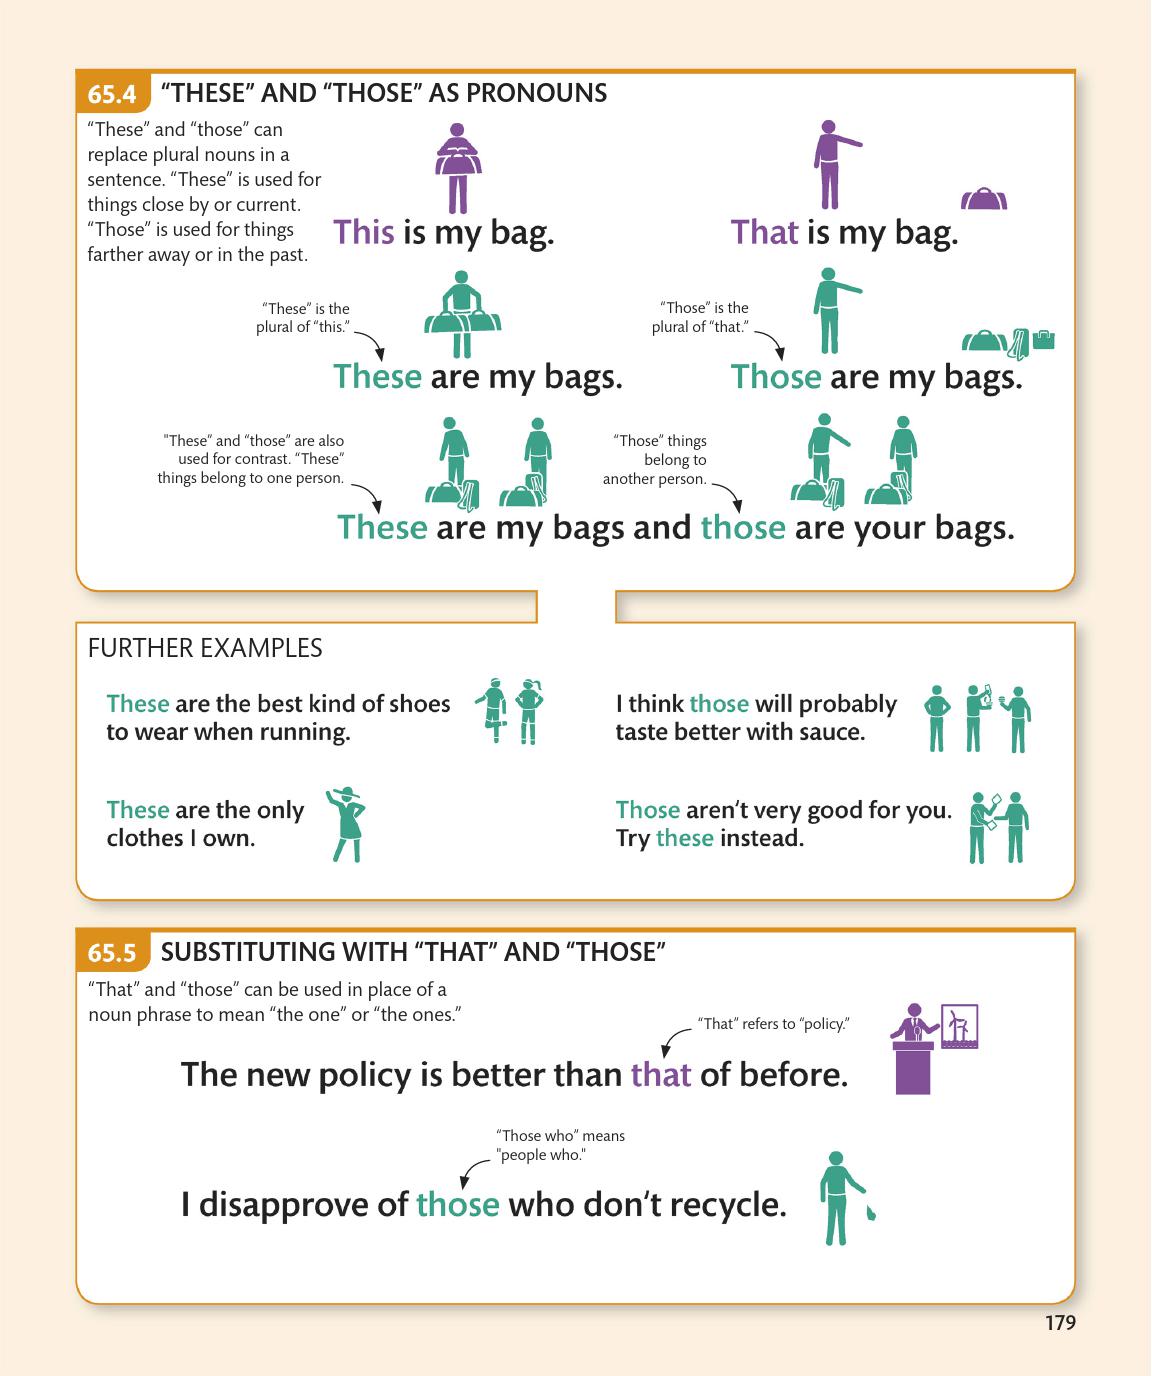 65.4 “THESE” AND “THOSE” AS PRONOUNS
“These” and “those” can
replace plural nouns in a
sentence. “These” is used for
things close by or current.
“Those” is used for things
farther away or in the past.
This is my bag.
That is my bag.
“These” is the
plural of “this.”
These are my bags.
“Those” is the
plural of “that.”
Those are my bags.
"These” and “those” are also
used for contrast. “These”
things belong to one person.
“Those” things
belong to
another person.
These are my bags and those are your bags.
FURTHER EXAMPLES
These are the best kind of shoes
to wear when running.
I think those will probably
taste better with sauce.
These are the only
clothes I own.
Those aren’t very good for you.
Try these instead.
65.5 SUBSTITUTING WITH “THAT” AND “THOSE”
“That” and “those” can be used in place of a
noun phrase to mean “the one” or “the ones.”
“That” refers to “policy.”
The new policy is better than that of before.
“Those who” means
"people who."
I disapprove of those who don’t recycle.
179